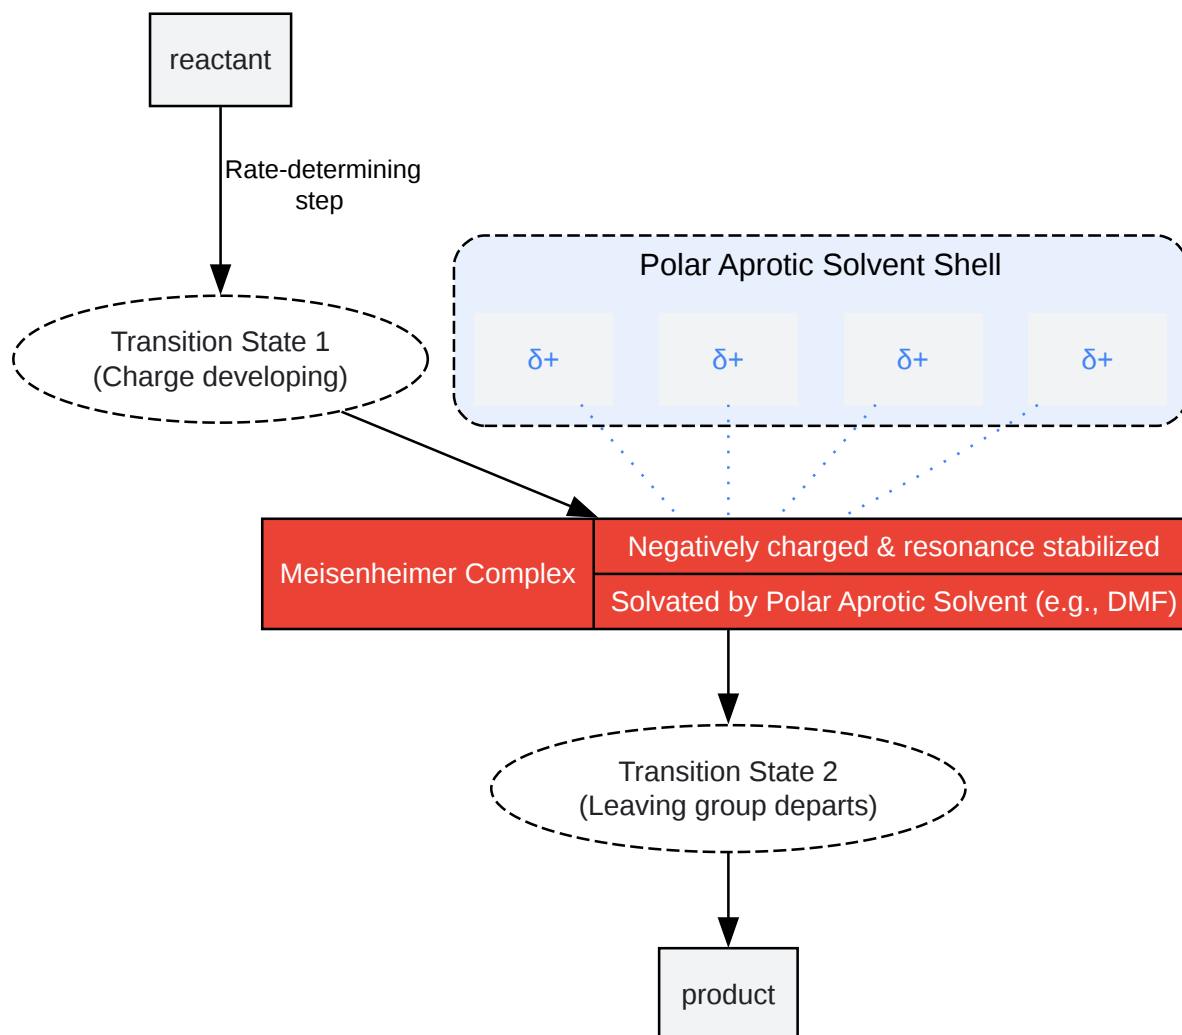 reactant
Rate-determining
step
Polar Aprotic Solvent Shell
Transition State 1
(Charge developing)
δ+
δ+
δ+
δ+
Meisenheimer Complex
Negatively charged & resonance stabilized
Solvated by Polar Aprotic Solvent (e.g., DMF)
Transition State 2
(Leaving group departs)
product